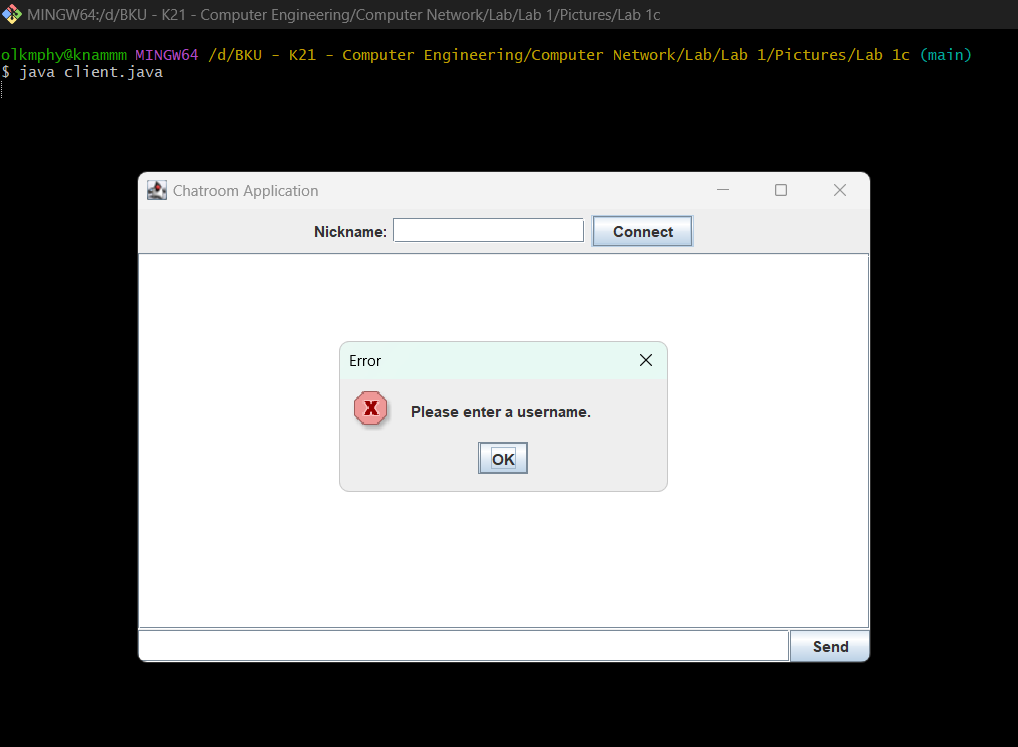 MINGW64:/d/BKU - K21 - Computer Engineering/Computer Network/Lab/Lab 1/Pictures/Lab 1c
olkmphy@knammm MINGW64 /d/BKU - K21 - Computer Engineering/Computer Network/Lab/Lab 1/Pictures/Lab 1c (main)
$ java client.java
Chatroom Application
Nickname: Connect
Error
X Please enter a username.
OK
Send